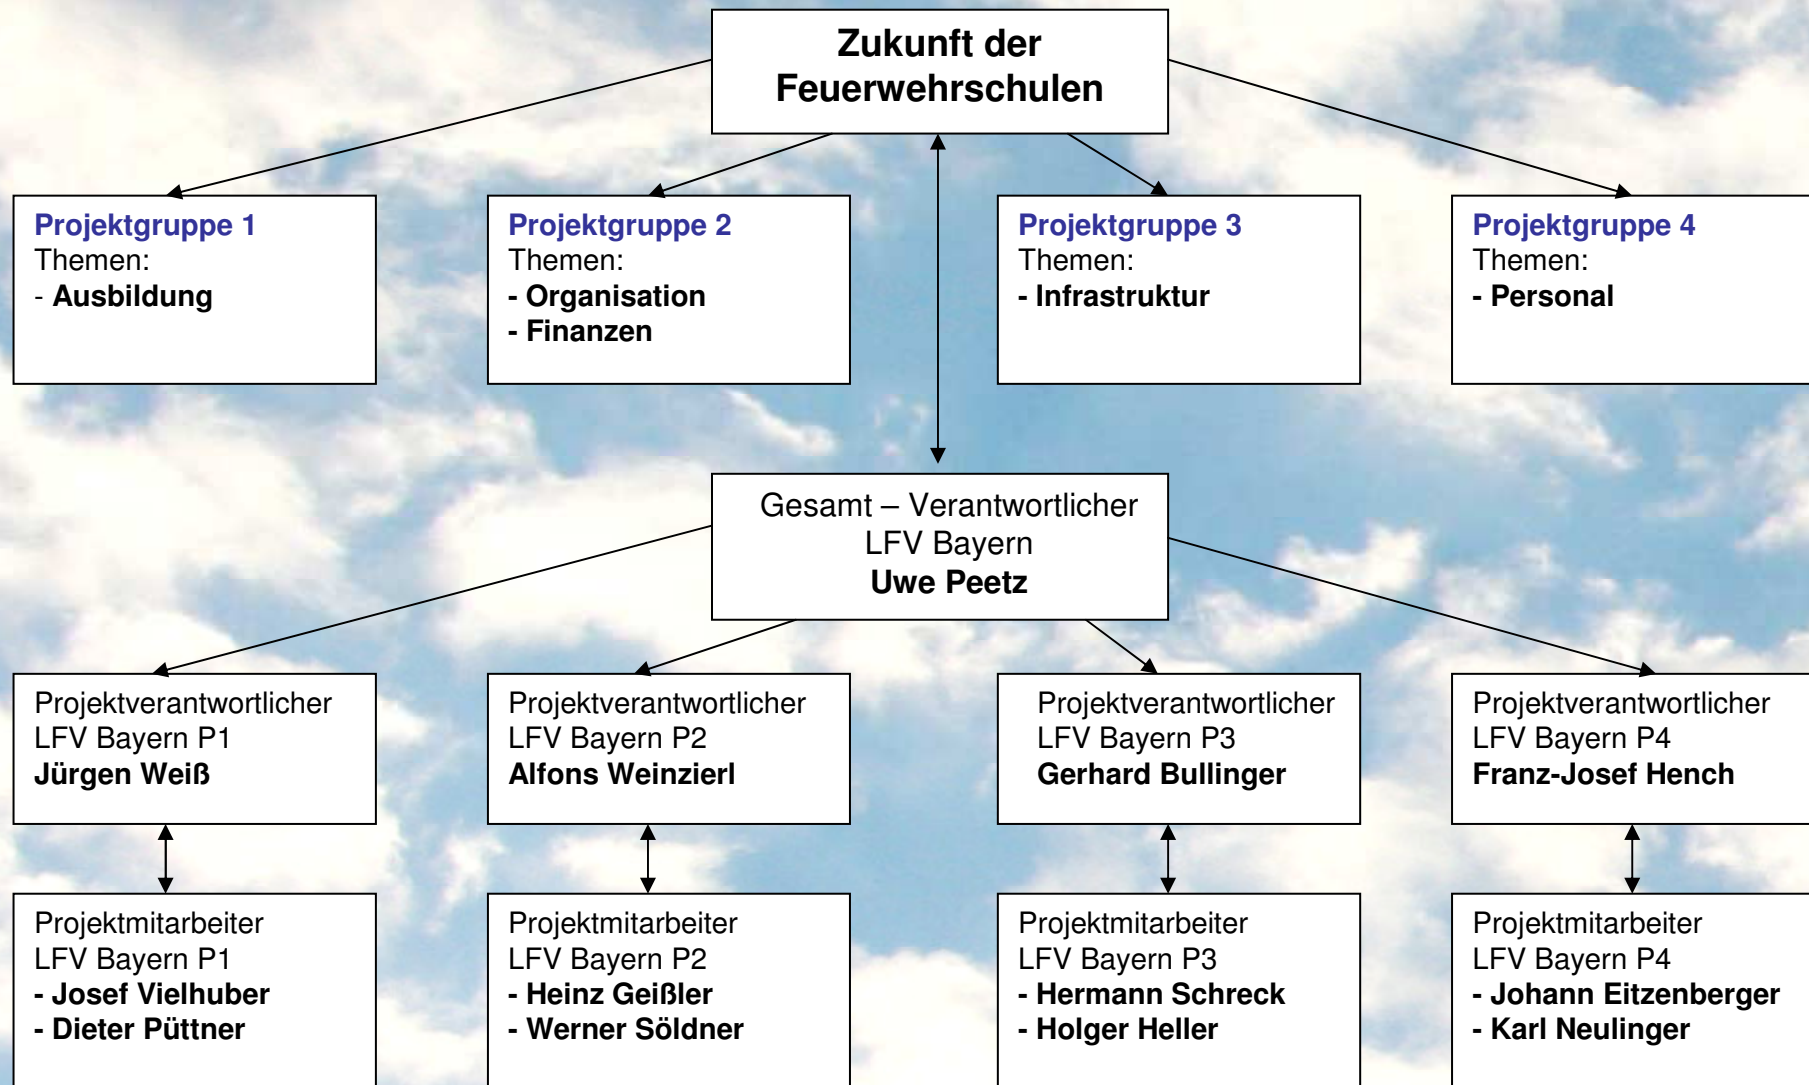 Zukunft der
Feuerwehrschulen
Projektgruppe 1
Themen:
- Ausbildung
Projektgruppe 2
Themen:
- Organisation
- Finanzen
Projektgruppe 3
Themen:
- Infrastruktur
Projektgruppe 4
Themen:
- Personal
Gesamt – Verantwortlicher
LFV Bayern
Uwe Peetz
Projektverantwortlicher
LFV Bayern P1
Jürgen Weiß
Projektverantwortlicher
LFV Bayern P2
Alfons Weinzierl
Projektverantwortlicher
LFV Bayern P3
Gerhard Bullinger
Projektverantwortlicher
LFV Bayern P4
Franz-Josef Hench
Projektmitarbeiter
LFV Bayern P1
- Josef Vielhuber
- Dieter Püttner
Projektmitarbeiter
LFV Bayern P2
- Heinz Geißler
- Werner Söldner
Projektmitarbeiter
LFV Bayern P3
- Hermann Schreck
- Holger Heller
Projektmitarbeiter
LFV Bayern P4
- Johann Eitzenberger
- Karl Neulinger